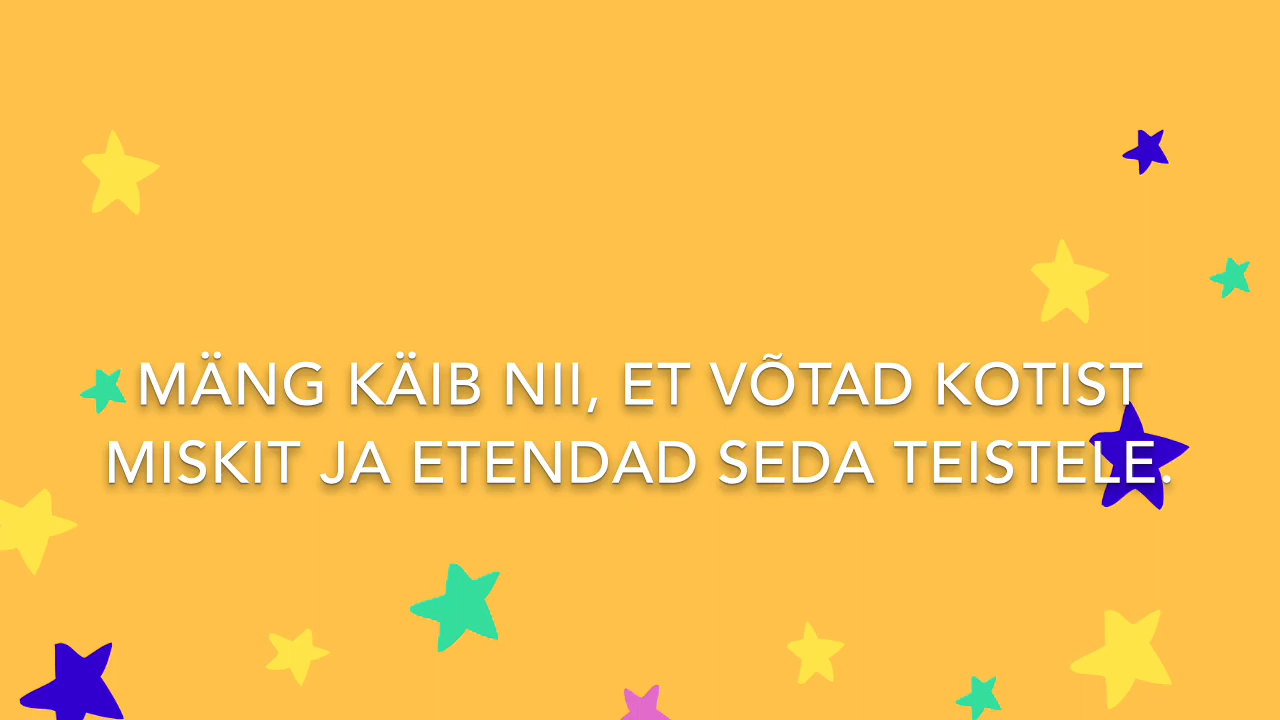 MÄNG KÄIB NII, ET VÕTAD KOTIST
MISKIT JA ETENDAD SEDA TEISTELE.